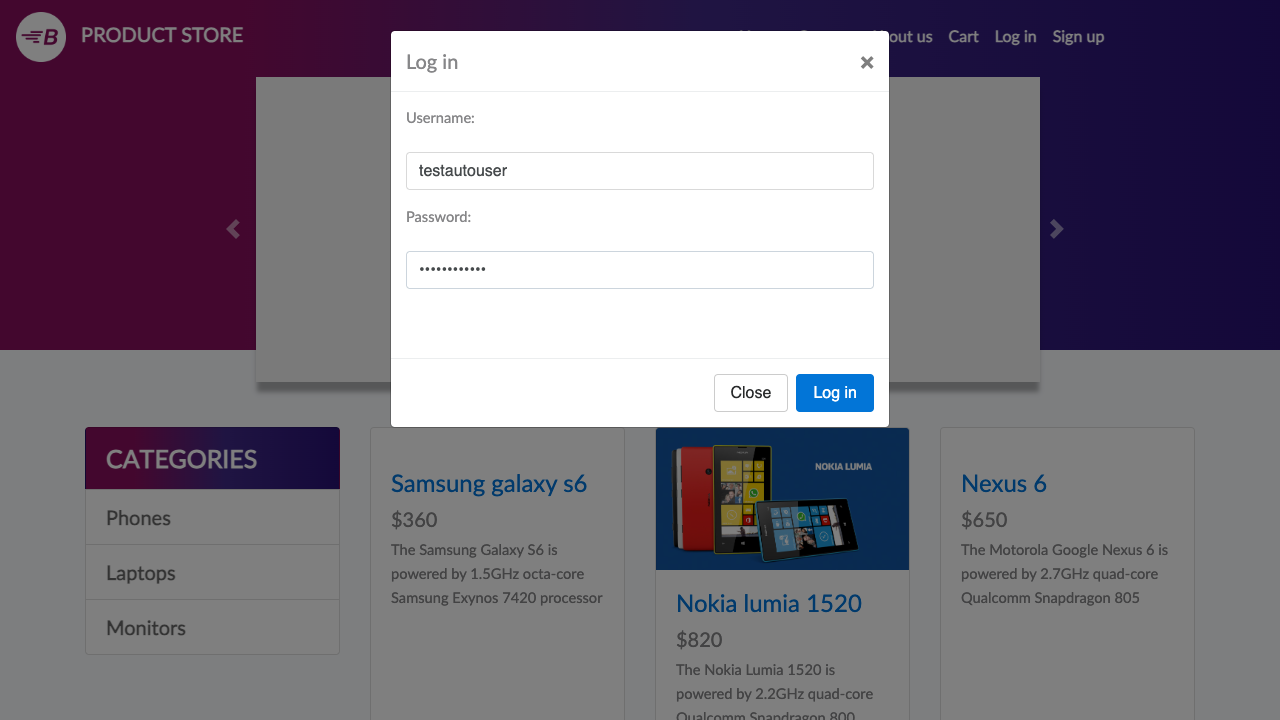 B PRODUCT STORE
out us Cart Log in Sign up
Log in ×
Username:
testautouser
Password:
••••••••••••
Close Log in
CATEGORIES
Phones
Laptops
Monitors
Samsung galaxy s6
$360
The Samsung Galaxy S6 is
powered by 1.5GHz octa-core
Samsung Exynos 7420 processor
NOKIA LUMIA
Nokia lumia 1520
$820
The Nokia Lumia 1520 is
powered by 2.2GHz quad-core
Qualcomm Snapdragon 800
Nexus 6
$650
The Motorola Google Nexus 6 is
powered by 2.7GHz quad-core
Qualcomm Snapdragon 805